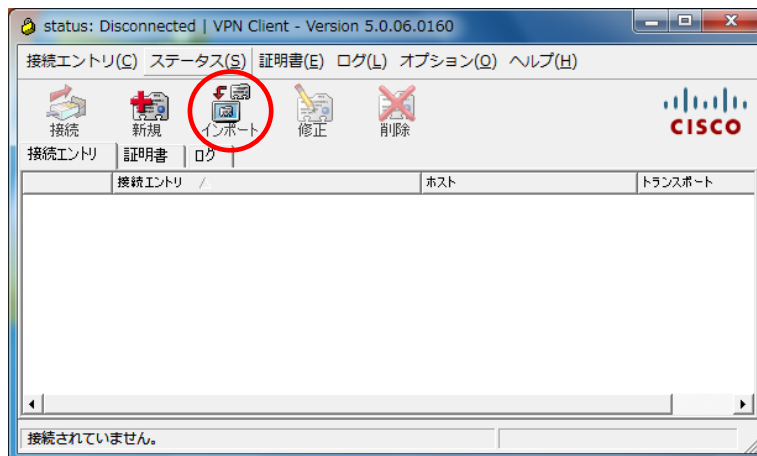 status: Disconnected | VPN Client - Version 5.0.06.0160
接続エントリ(C) ステータス(S) 証明書(E) ログ(L) オプション(O) ヘルプ(H)
接続 新規 インポート 修正 削除
CISCO
接続エントリ 証明書 ログ
接続エントリ / ホスト トランスポート
接続されていません。